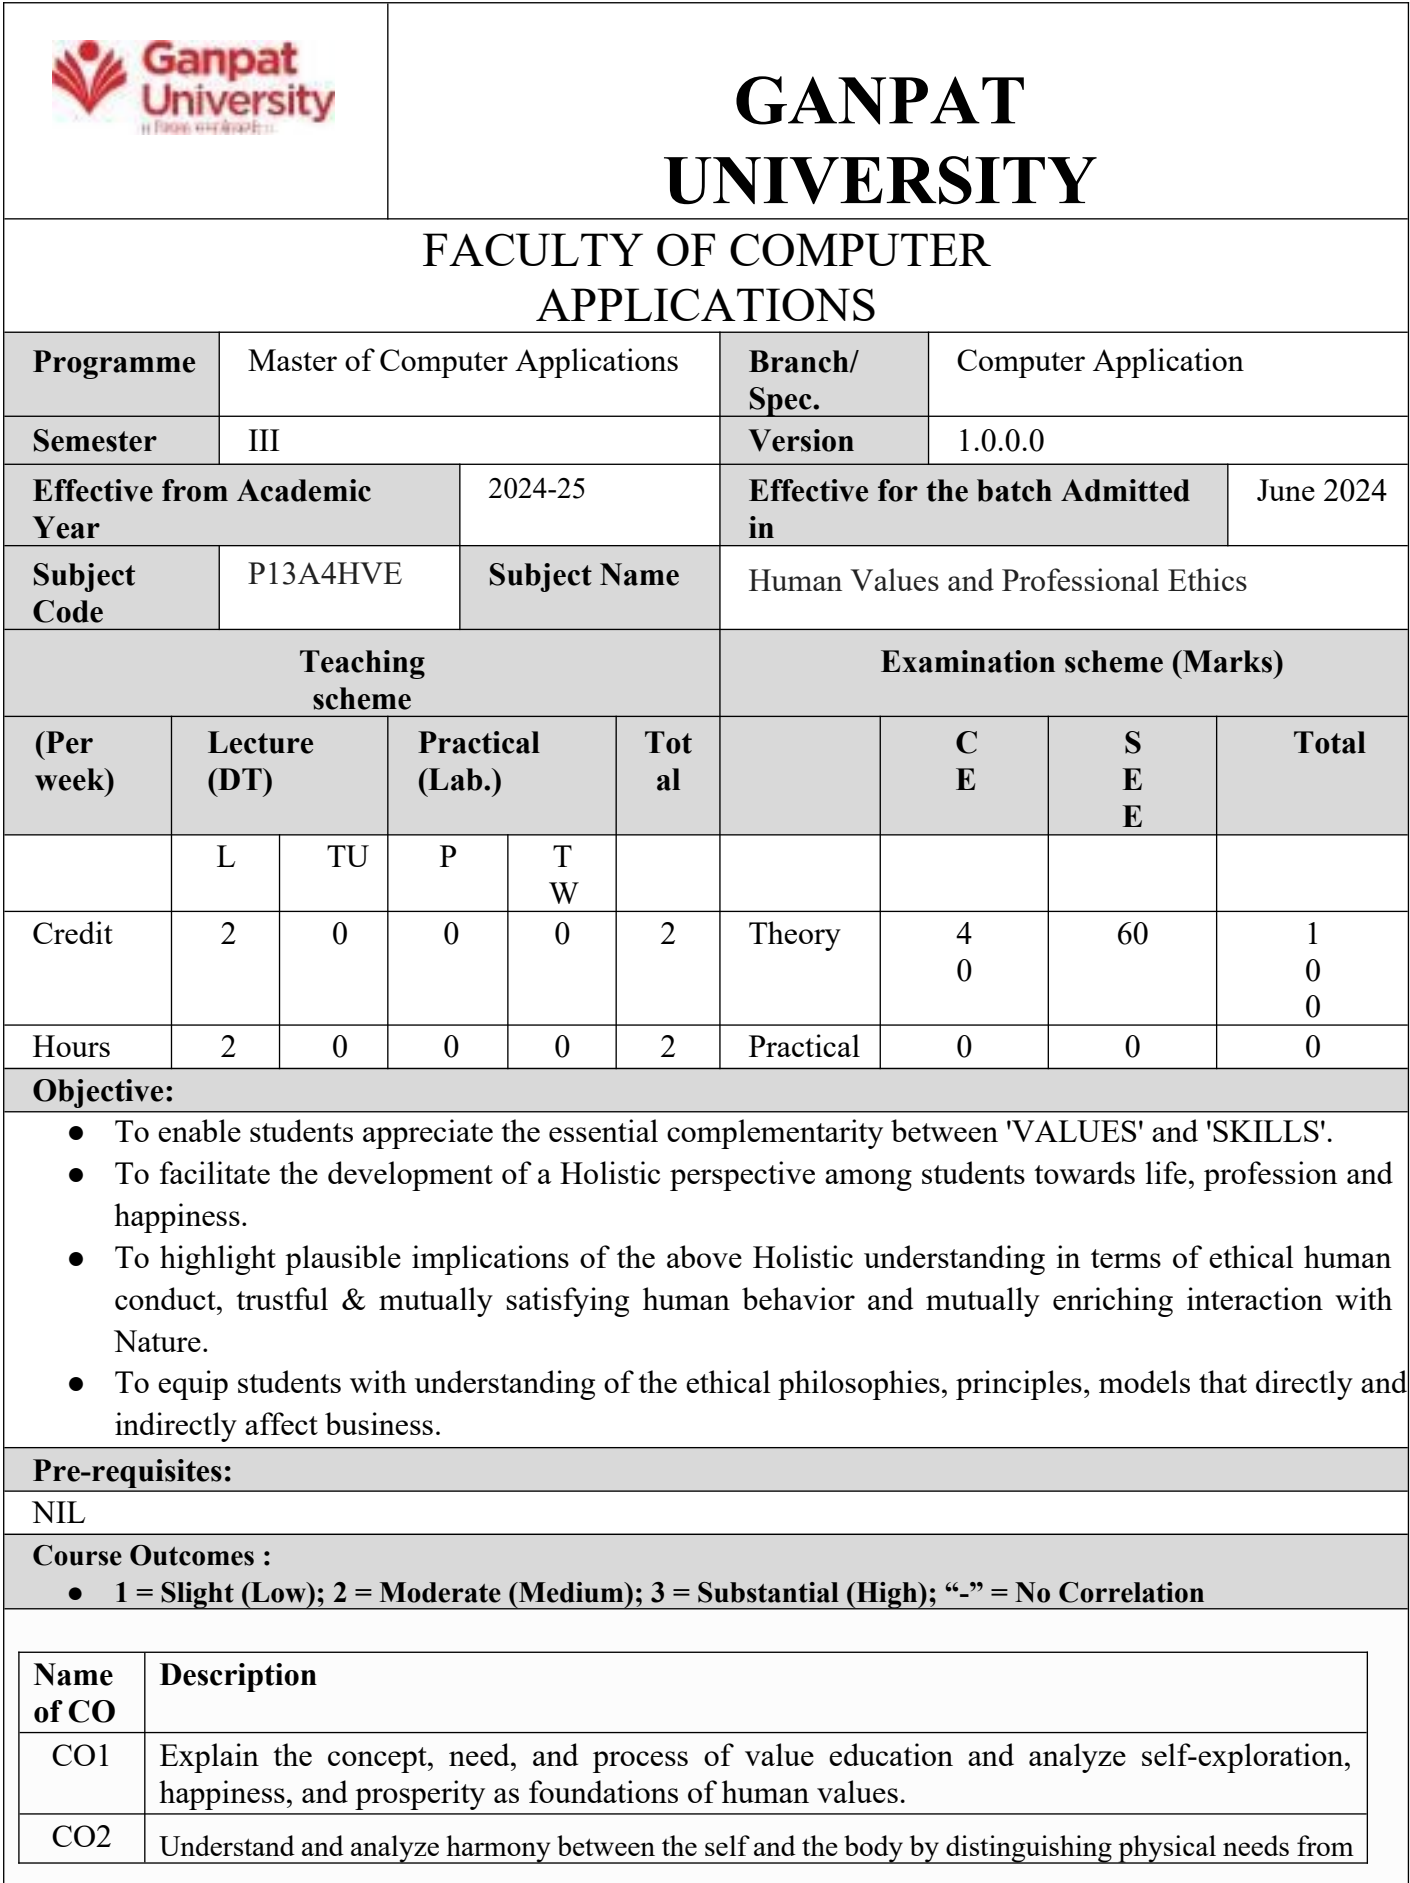 Ganpat
University
GANPAT
UNIVERSITY
FACULTY OF COMPUTER
APPLICATIONS
Programme Master of Computer Applications Branch/ Computer Application
Spec.
Semester III Version 1.0.0.0
Effective from Academic 2024-25 Effective for the batch Admitted June 2024
Year in
Subject P13A4HVE Subject Name Human Values and Professional Ethics
Code
Teaching Examination scheme (Marks)
scheme
(Per Lecture Practical Tot C S Total
week) (DT) (Lab.) al E E
E
L TU P T
W
Credit 2 0 0 0 2 Theory 4 60 1
0 0
0
Hours 2 0 0 0 2 Practical 0 0 0
Objective:
● To enable students appreciate the essential complementarity between 'VALUES' and 'SKILLS'.
● To facilitate the development of a Holistic perspective among students towards life, profession and
happiness.
● To highlight plausible implications of the above Holistic understanding in terms of ethical human
conduct, trustful & mutually satisfying human behavior and mutually enriching interaction with
Nature.
● To equip students with understanding of the ethical philosophies, principles, models that directly and
indirectly affect business.
Pre-requisites:
NIL
Course Outcomes :
● 1 = Slight (Low); 2 = Moderate (Medium); 3 = Substantial (High); “-” = No Correlation
Name Description
of CO
CO1 Explain the concept, need, and process of value education and analyze self-exploration,
happiness, and prosperity as foundations of human values.
CO2 Understand and analyze harmony between the self and the body by distinguishing physical needs from